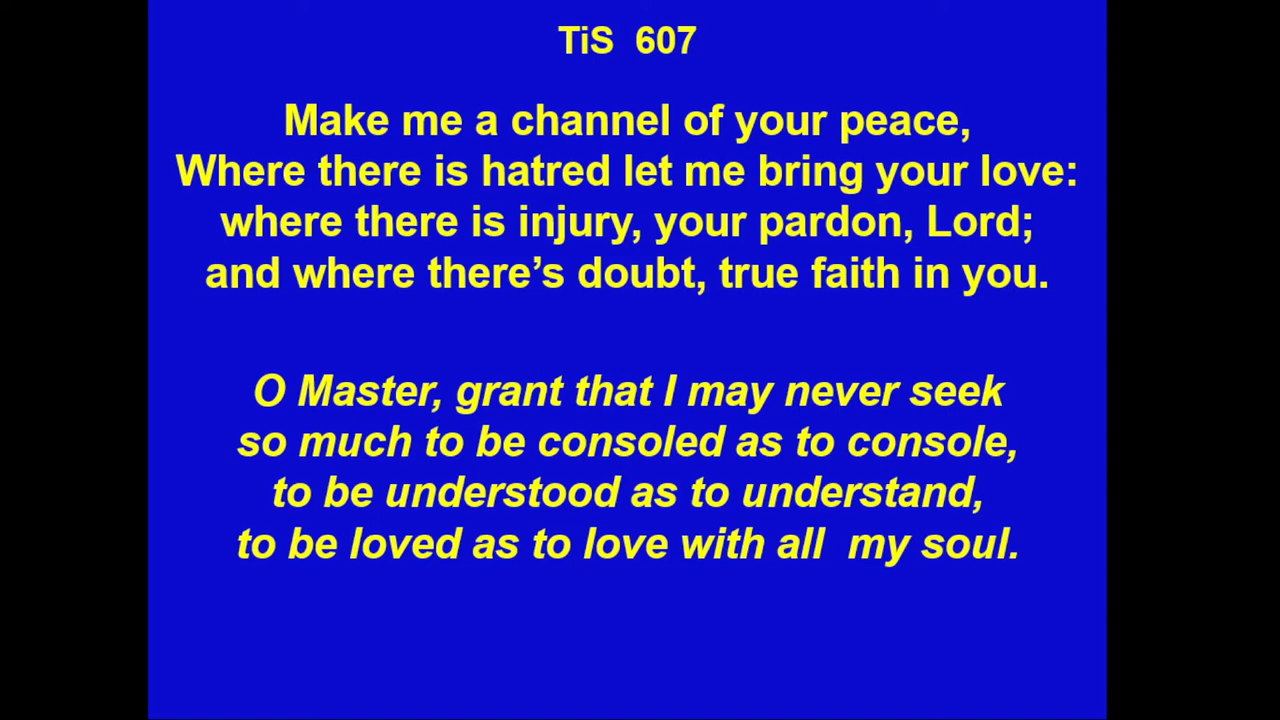 TiS 607
Make me a channel of your peace,
Where there is hatred let me bring your love:
where there is injury, your pardon, Lord;
and where there’s doubt, true faith in you.
O Master, grant that I may never seek
so much to be consoled as to console,
to be understood as to understand,
to be loved as to love with all my soul.